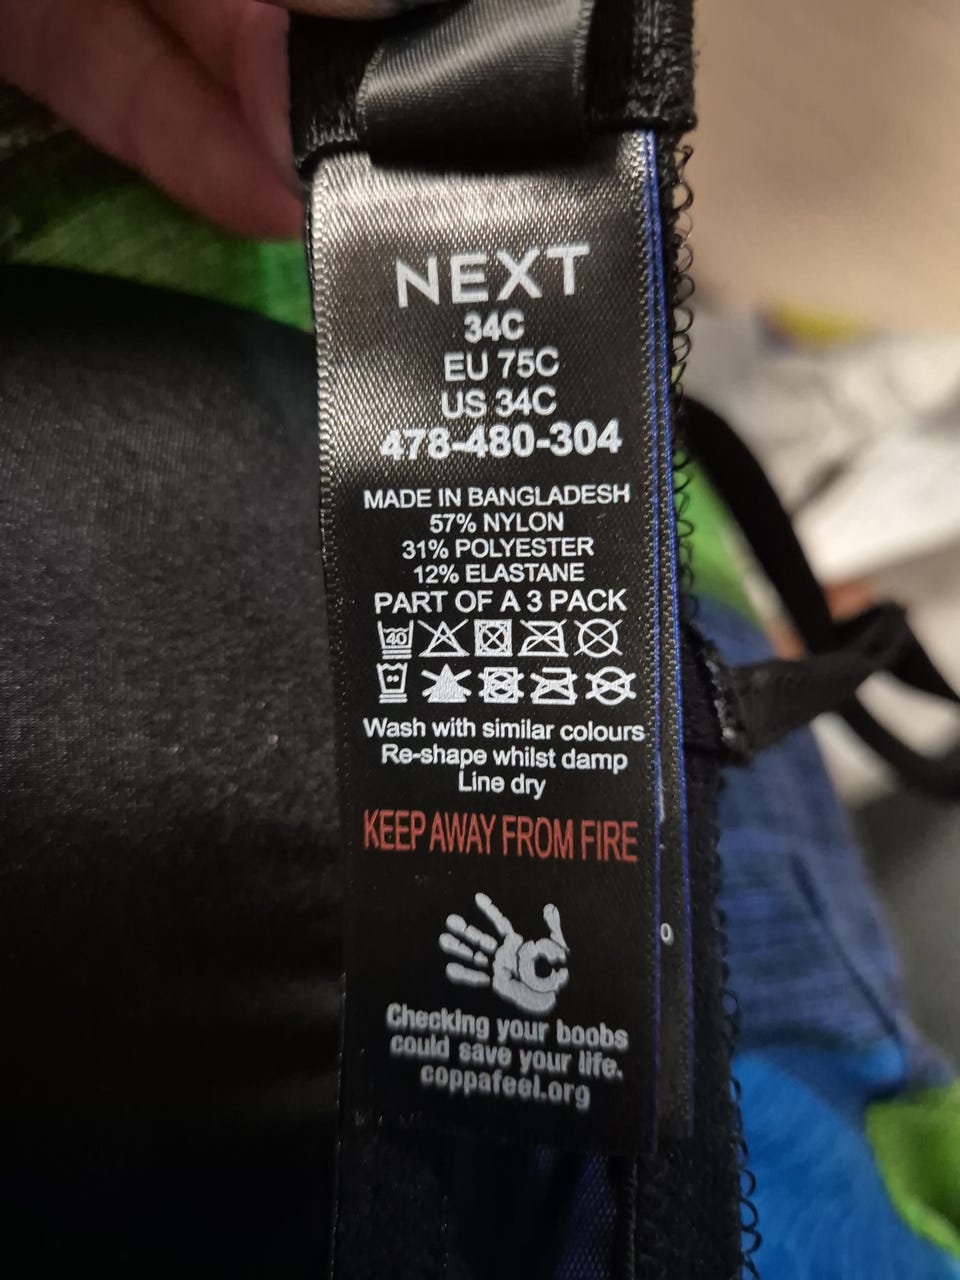 NEXT
34C
EU 75C
US 34C
478-480-304
MADE IN BANGLADESH
57% NYLON
31% POLYESTER
12% ELASTANE
PART OF A 3 PACK
40
Wash with similar colours
Re-shape whilst damp
Line dry
KEEP AWAY FROM FIRE
C
Checking your boobs
could save your life.
coppafeel.org